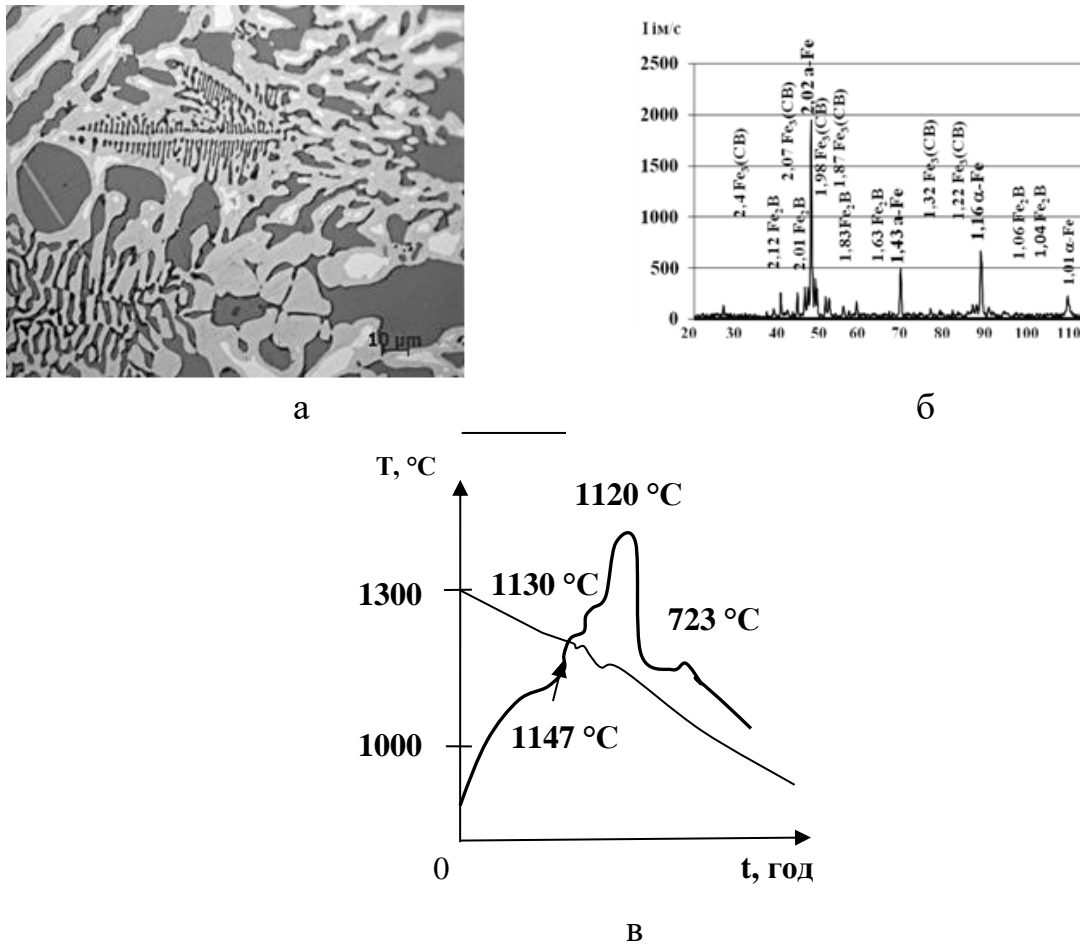 I ім/с
2500
2000
1500
1000
500
0
2,4 Fe₃(CB)
2,12 Fe₂B
2,07 Fe₃(CB)
2,01 Fe₂B
2,02 a-Fe
1,98 Fe₃(CB)
1,87 Fe₃(CB)
1,83Fe₂B
1,63 Fe₂B
1,43 a-Fe
1,32 Fe₃(CB)
1,22 Fe₃(CB)
1,16 α-Fe
1,06 Fe₂B
1,04 Fe₂B
1,01 α-Fe
20 30 40 50 60 70 80 90 100 110
10 µm
а
б
T, °C
1120 °C
1300
1130 °C
723 °C
1000
1147 °C
0
t, год
в